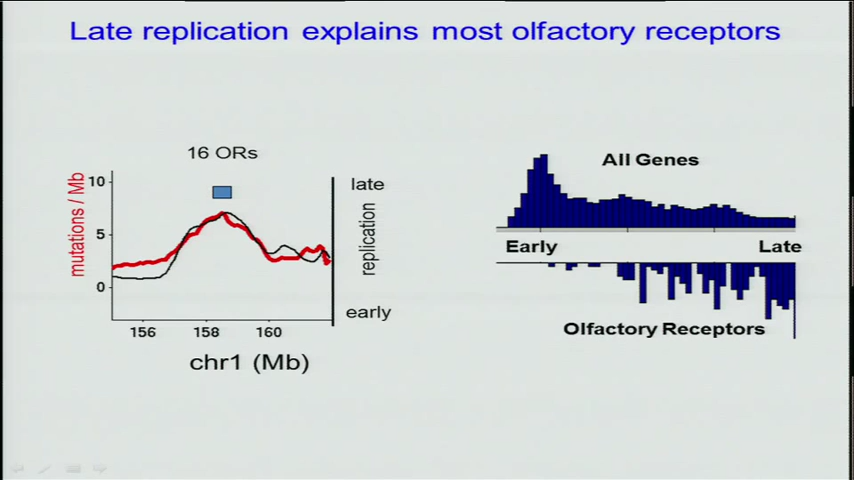 Late replication explains most olfactory receptors
16 ORs
mutations / Mb
10
5
0
156
158
160
chr1 (Mb)
late
replication
early
All Genes
Early
Late
Olfactory Receptors